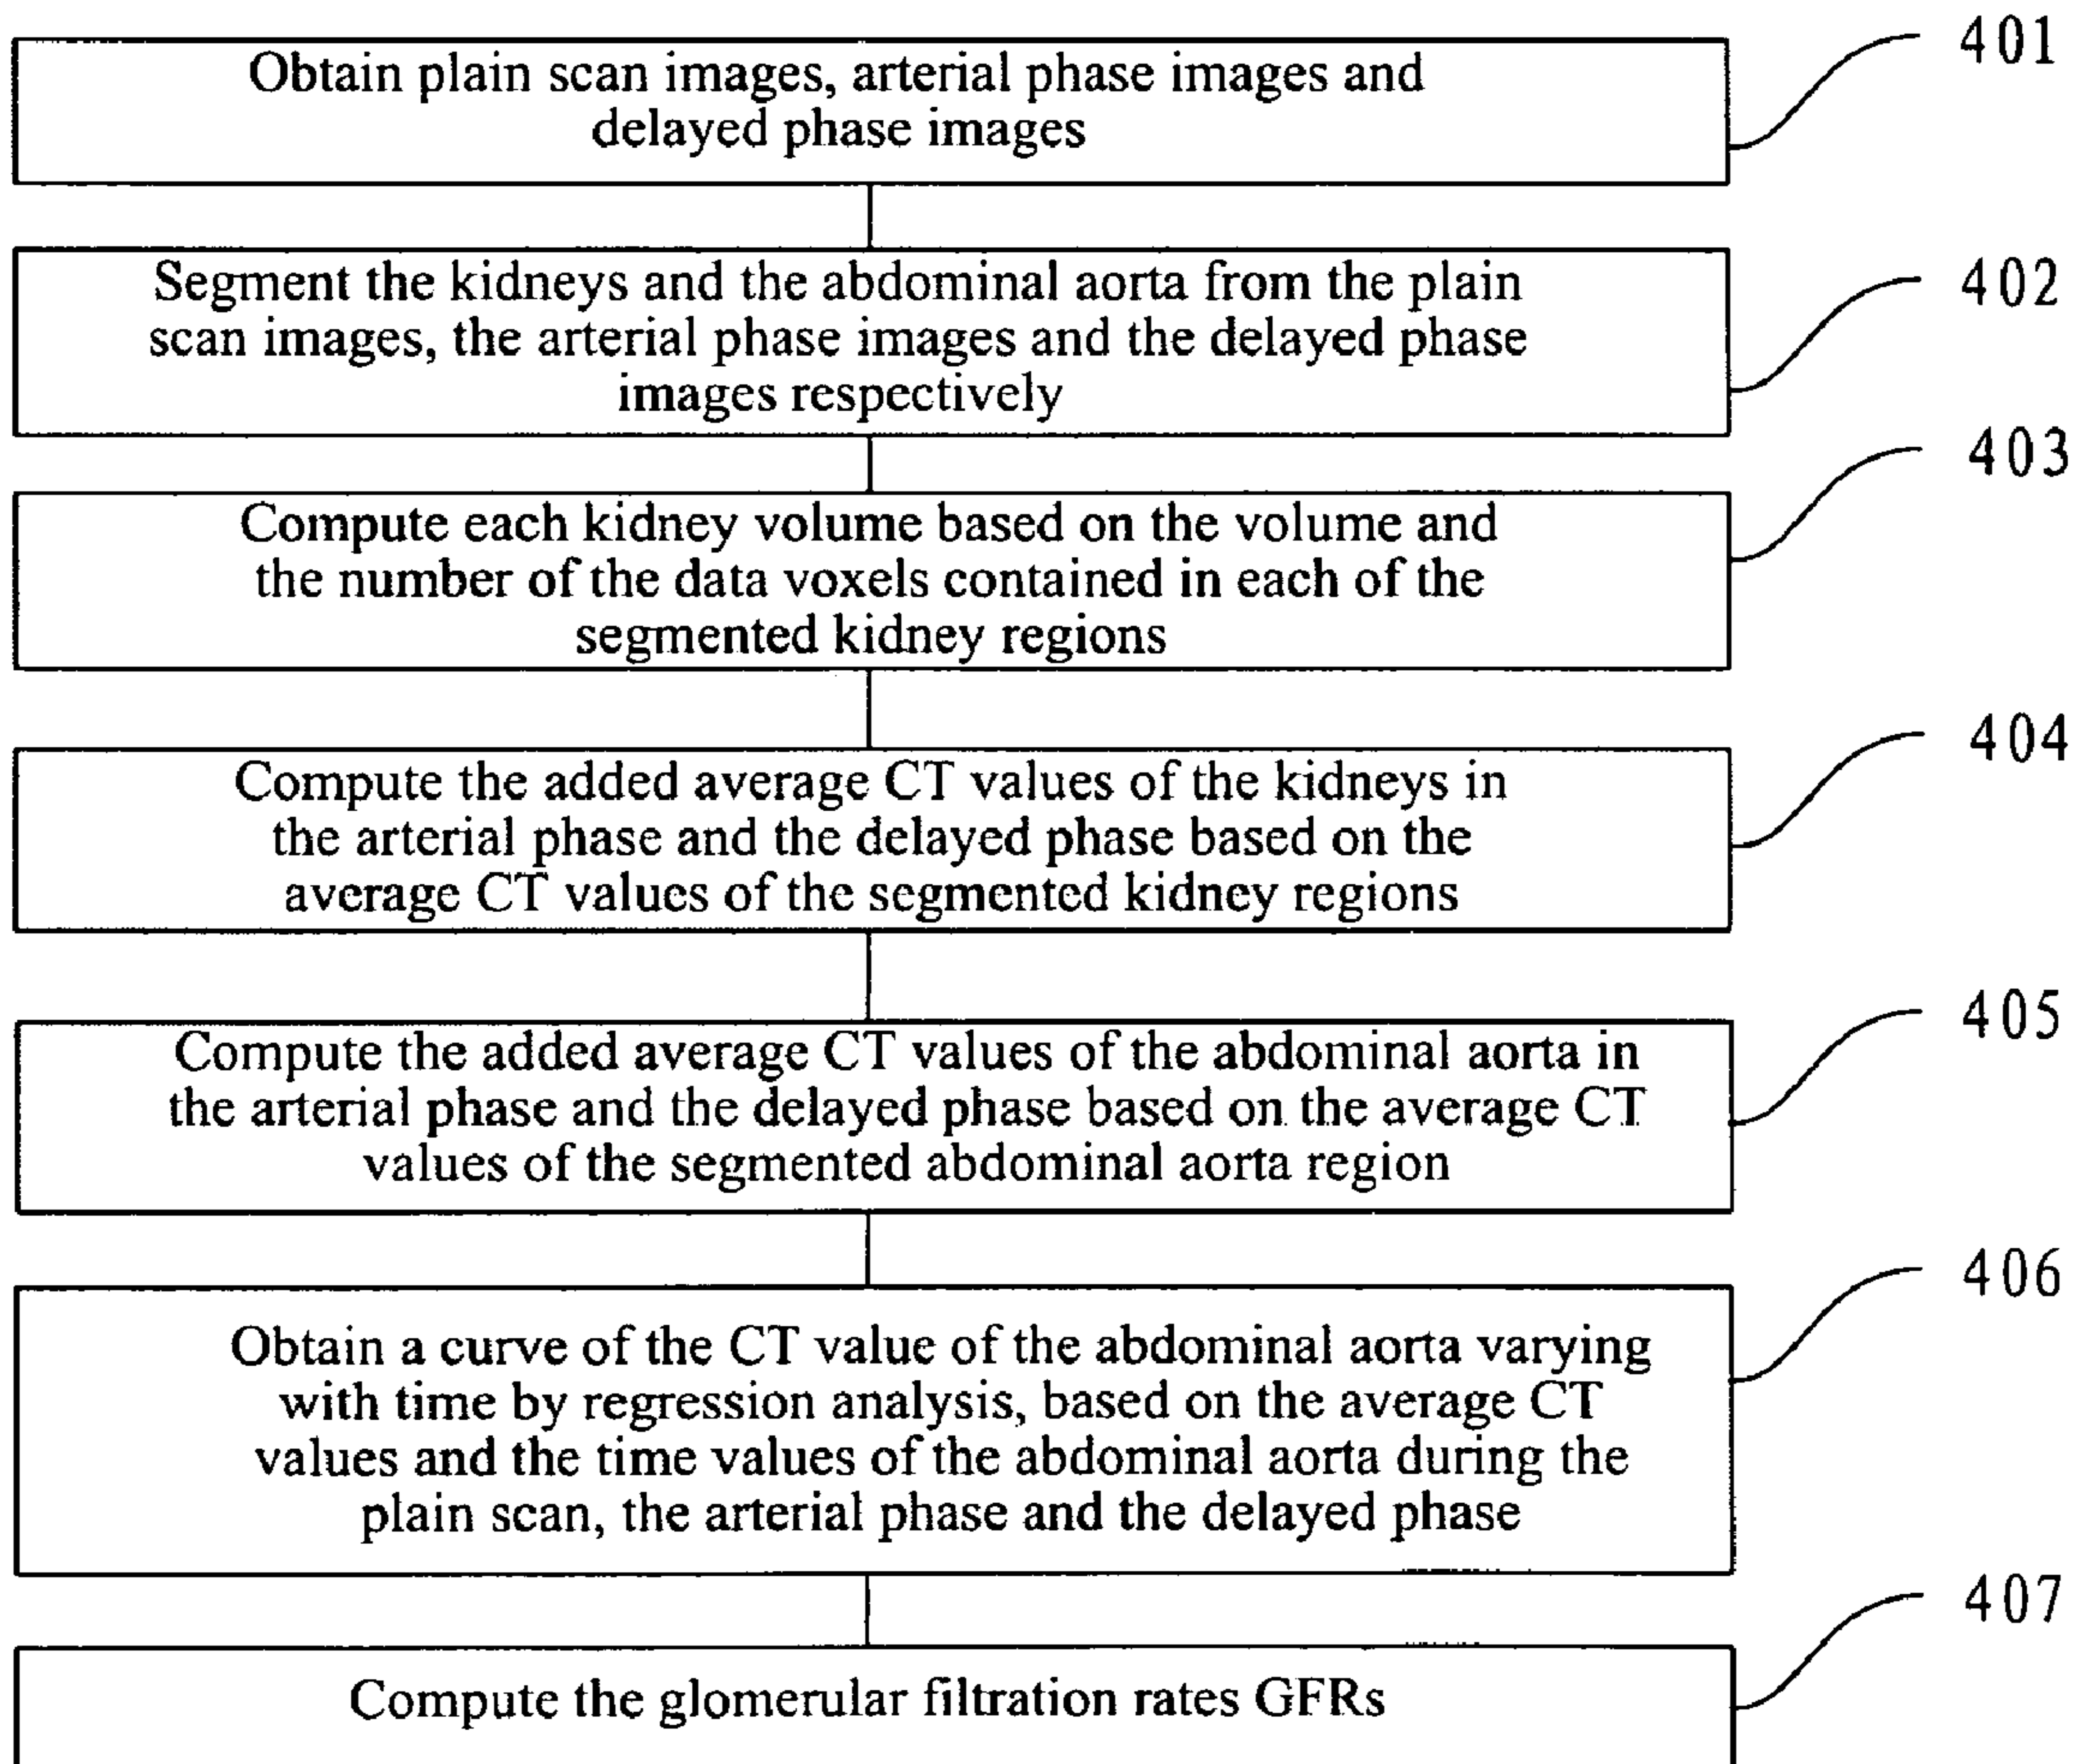 401
Obtain plain scan images, arterial phase images and
delayed phase images
402
Segment the kidneys and the abdominal aorta from the plain
scan images, the arterial phase images and the delayed phase
images respectively
403
Compute each kidney volume based on the volume and
the number of the data voxels contained in each of the
segmented kidney regions
404
Compute the added average CT values of the kidneys in
the arterial phase and the delayed phase based on the
average CT values of the segmented kidney regions
405
Compute the added average CT values of the abdominal aorta in
the arterial phase and the delayed phase based on the average CT
values of the segmented abdominal aorta region
406
Obtain a curve of the CT value of the abdominal aorta varying
with time by regression analysis, based on the average CT
values and the time values of the abdominal aorta during the
plain scan, the arterial phase and the delayed phase
407
Compute the glomerular filtration rates GFRs